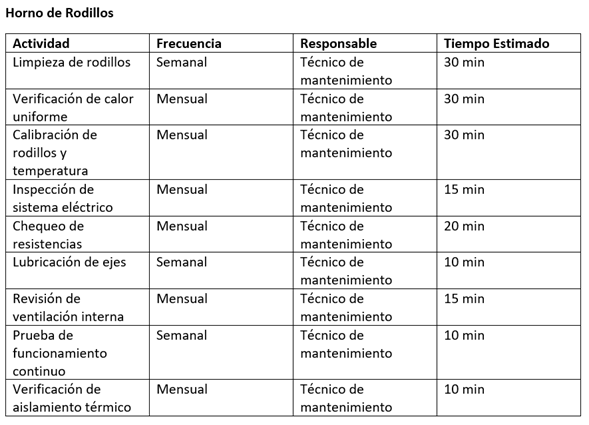 Horno de Rodillos
Actividad Frecuencia Responsable Tiempo Estimado
Limpieza de rodillos Semanal Técnico de 30 min
mantenimiento
Verificación de calor Mensual Técnico de 30 min
uniforme mantenimiento
Calibración de Mensual Técnico de 30 min
rodillos y mantenimiento
temperatura
Inspección de Mensual Técnico de 15 min
sistema eléctrico mantenimiento
Chequeo de Mensual Técnico de 20 min
resistencias mantenimiento
Lubricación de ejes Semanal Técnico de 10 min
mantenimiento
Revisión de Mensual Técnico de 15 min
ventilación interna mantenimiento
Prueba de Semanal Técnico de 10 min
funcionamiento mantenimiento
continuo
Verificación de Mensual Técnico de 10 min
aislamiento térmico mantenimiento